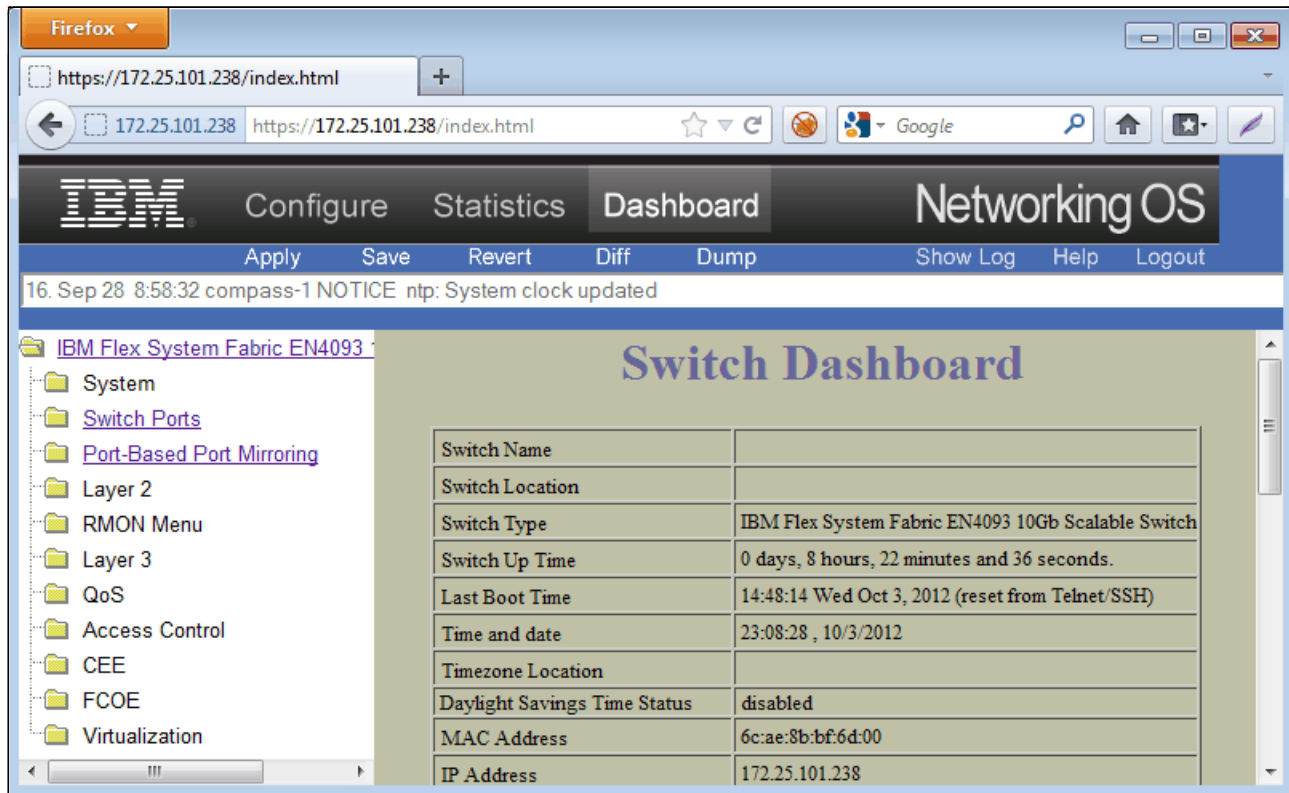 Firefox
https://172.25.101.238/index.html
172.25.101.238 https://172.25.101.238/index.html Google
IBM Configure Statistics Dashboard Networking OS
Apply Save Revert Diff Dump Show Log Help Logout
16. Sep 28 8:58:32 compass-1 NOTICE ntp: System clock updated
IBM Flex System Fabric EN4093
System
Switch Ports
Port-Based Port Mirroring
Layer 2
RMON Menu
Layer 3
QoS
Access Control
CEE
FCOE
Virtualization
Switch Dashboard
Switch Name
Switch Location
Switch Type IBM Flex System Fabric EN4093 10Gb Scalable Switch
Switch Up Time 0 days, 8 hours, 22 minutes and 36 seconds.
Last Boot Time 14:48:14 Wed Oct 3, 2012 (reset from Telnet/SSH)
Time and date 23:08:28 , 10/3/2012
Timezone Location
Daylight Savings Time Status disabled
MAC Address 6c:ae:8b:bf:6d:00
IP Address 172.25.101.238